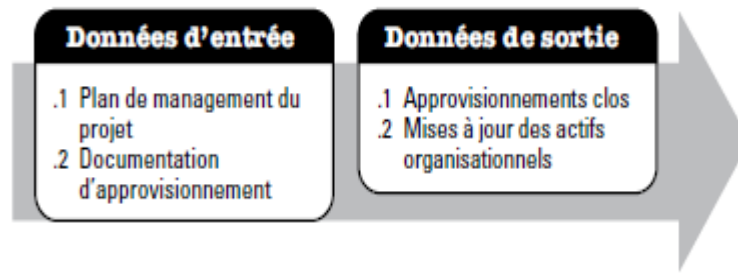 Données d'entrée
.1 Plan de management du
projet
.2 Documentation
d'approvisionnement
Données de sortie
.1 Approvisionnements clos
.2 Mises à jour des actifs
organisationnels